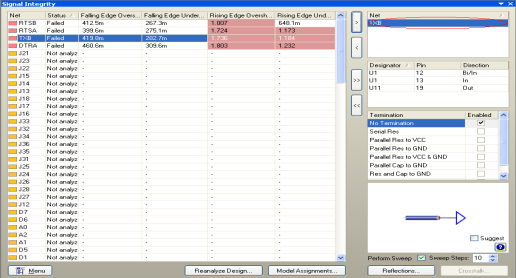 Signal Integrity
Net Status Falling Edge Overs... Falling Edge Under... Rising Edge Oversh... Rising Edge Und...
RTSB Failed 412.5m 267.3m 1.807 648.1m
RTSA Failed 399.6m 275.1m 1.724 1.173
TXB Failed 419.8m 282.7m 1.164
DTRA Failed 460.6m 309.6m 1.803 1.232
J21 Not analyz - - - -
J23 Not analyz - - - -
J22 Not analyz - - - -
J15 Not analyz - - - -
J14 Not analyz - - - -
J13 Not analyz - - - -
J18 Not analyz - - - -
J17 Not analyz - - - -
J16 Not analyz - - - -
J33 Not analyz - - - -
J32 Not analyz - - - -
J34 Not analyz - - - -
J36 Not analyz - - - -
J35 Not analyz - - - -
J31 Not analyz - - - -
J25 Not analyz - - - -
J24 Not analyz - - - -
J26 Not analyz - - - -
J28 Not analyz - - - -
J27 Not analyz - - - -
J12 Not analyz - - - -
D7 Not analyz - - - -
D6 Not analyz - - - -
A0 Not analyz - - - -
A2 Not analyz - - - -
A1 Not analyz - - - -
D5 Not analyz - - - -
D1 Not analyz - - - -
Menu
Reanalyze Design...
Model Assignments...
>
<
>>
<<
Net
TXB
Designator Pin Direction
U1 12 Bi/In
U1 13 In
U11 19 Out
Termination Enabled
No Termination
Serial Res
Parallel Res to VCC
Parallel Res to GND
Parallel Res to VCC & GND
Parallel Cap to GND
Res and Cap to GND
Suggest
?
Perform Sweep Sweep Steps: 10
Reflections...
Crosstalk...